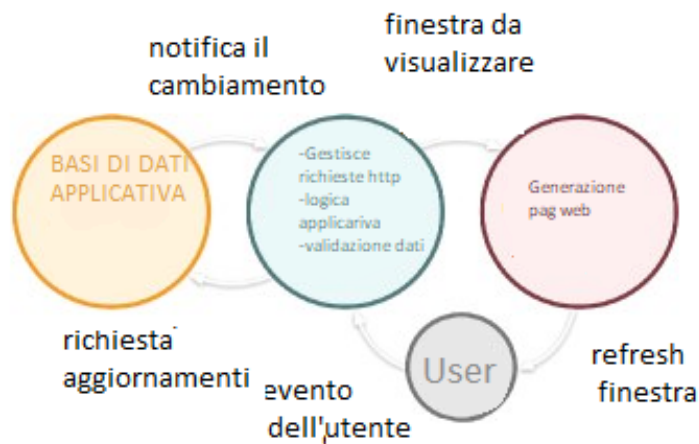 notifica il
cambiamento
finestra da
visualizzare
BASI DI DATI
APPLICATIVA
-Gestisce
richieste http
-logica
applicariva
-validazione dati
Generazione
pag web
richiesta
aggiornamenti
evento
dell'utente
User
refresh
finestra